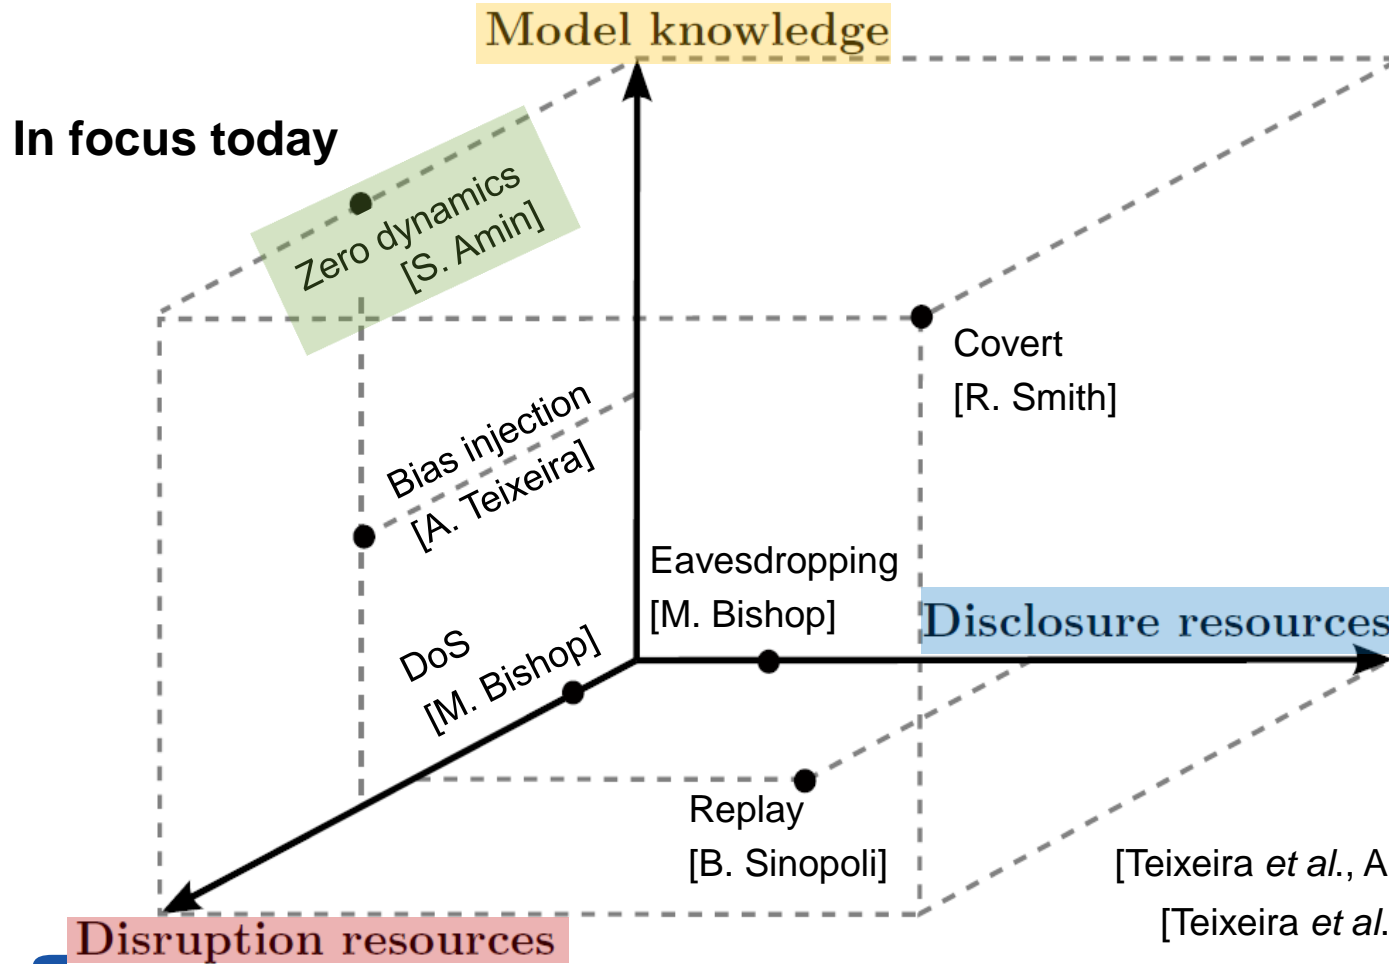 Model knowledge
In focus today
Zero dynamics
[S. Amin]
Covert
[R. Smith]
Bias injection
[A. Teixeira]
Eavesdropping
[M. Bishop]
Disclosure resources
DoS
[M. Bishop]
Replay
[B. Sinopoli]
[Teixeira et al., A
[Teixeira et al.
Disruption resources